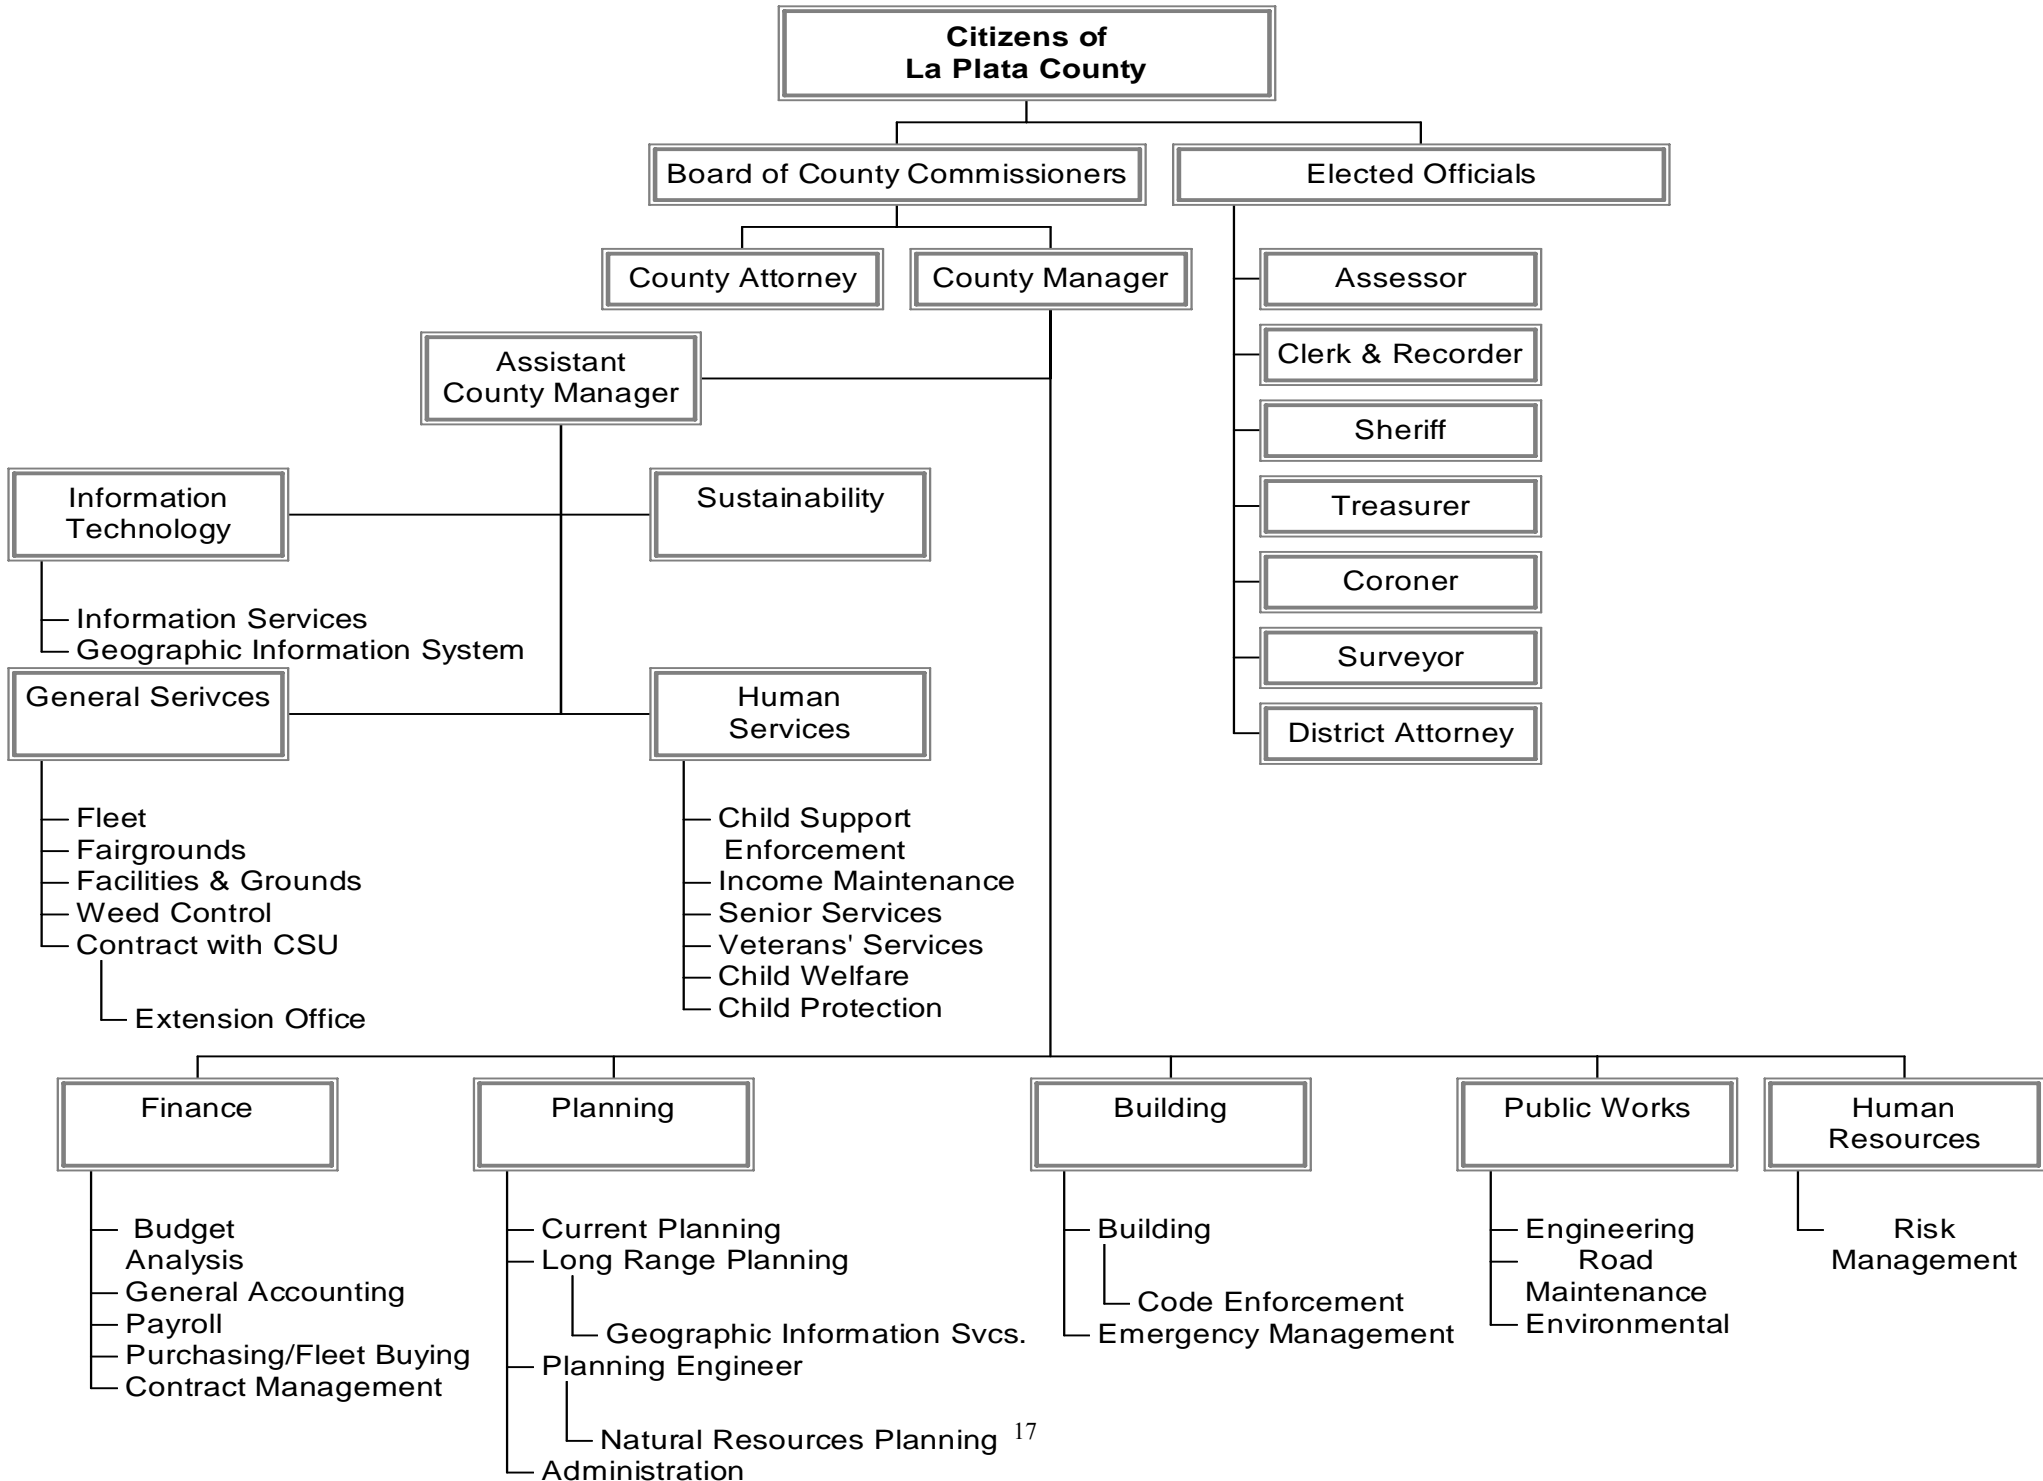 Citizens of
La Plata County
Board of County Commissioners
Elected Officials
County Attorney
County Manager
Assessor
Clerk & Recorder
Sheriff
Treasurer
Coroner
Surveyor
District Attorney
Assistant
County Manager
Information
Technology
Information Services
Geographic Information System
Sustainability
General Serivces
Fleet
Fairgrounds
Facilities & Grounds
Weed Control
Contract with CSU
Extension Office
Human
Services
Child Support
Enforcement
Income Maintenance
Senior Services
Veterans' Services
Child Welfare
Child Protection
Finance
Budget
Analysis
General Accounting
Payroll
Purchasing/Fleet Buying
Contract Management
Planning
Current Planning
Long Range Planning
Geographic Information Svcs.
Planning Engineer
Natural Resources Planning
Administration
Building
Building
Code Enforcement
Emergency Management
Public Works
Engineering
Road
Maintenance
Environmental
Human
Resources
Risk
Management
17